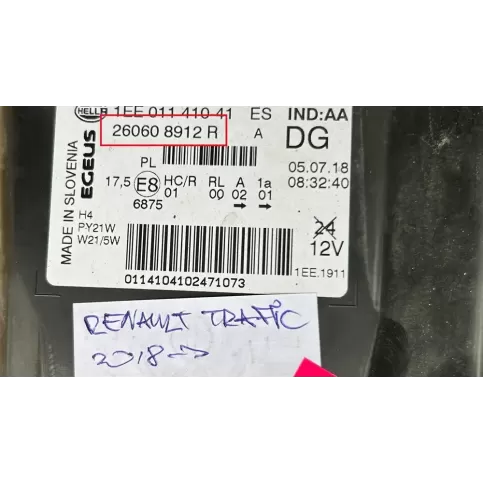 HELLA 1EE 011 410 41 ES IND:AA
26060 8912 R A DG
PL 05.07.18
17,5 E8 HC/R RL A 1a 08:32:40
01 00 02 01
6875 → →
MADE IN SLOVENIA
EGEUS
H4
PY21W
W21/5W
24
12V
1EE.1911
0114104102471073
RENAULT TRAFIC
2018->